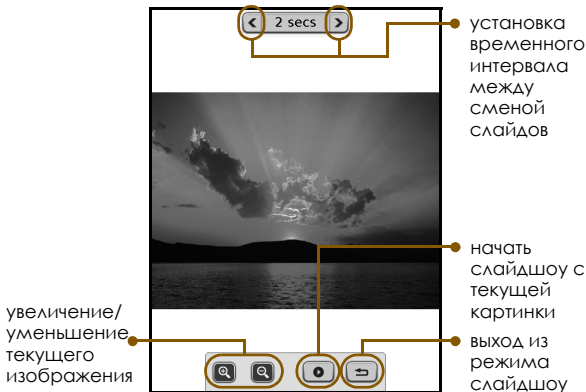 2 secs
установка
временного
интервала
между
сменой
слайдов
начать
слайдшоу с
текущей
картинки
увеличение/
уменьшение
текущего
изображения
выход из
режима
слайдшоу